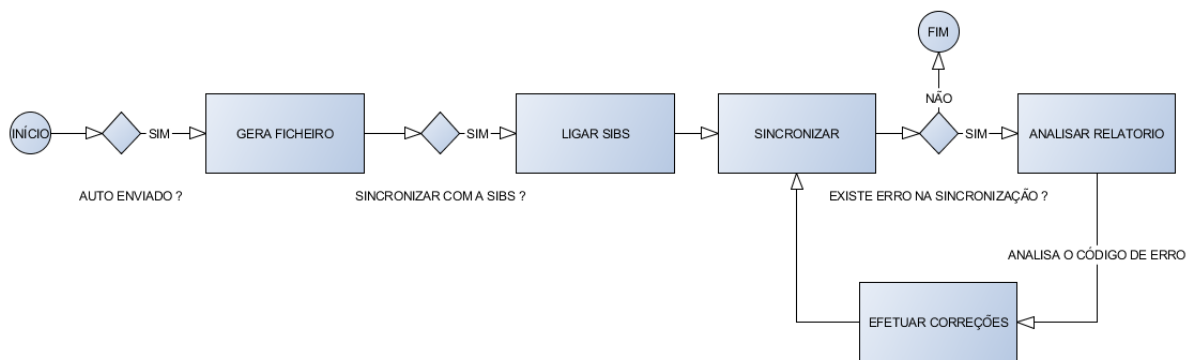 FIM
NÃO
INÍCIO
SIM
GERA FICHEIRO
SIM
LIGAR SIBS
SINCRONIZAR
SIM
ANALISAR RELATORIO
AUTO ENVIADO ?
SINCRONIZAR COM A SIBS ?
EXISTE ERRO NA SINCRONIZAÇÃO ?
ANALISA O CÓDIGO DE ERRO
EFETUAR CORREÇÕES